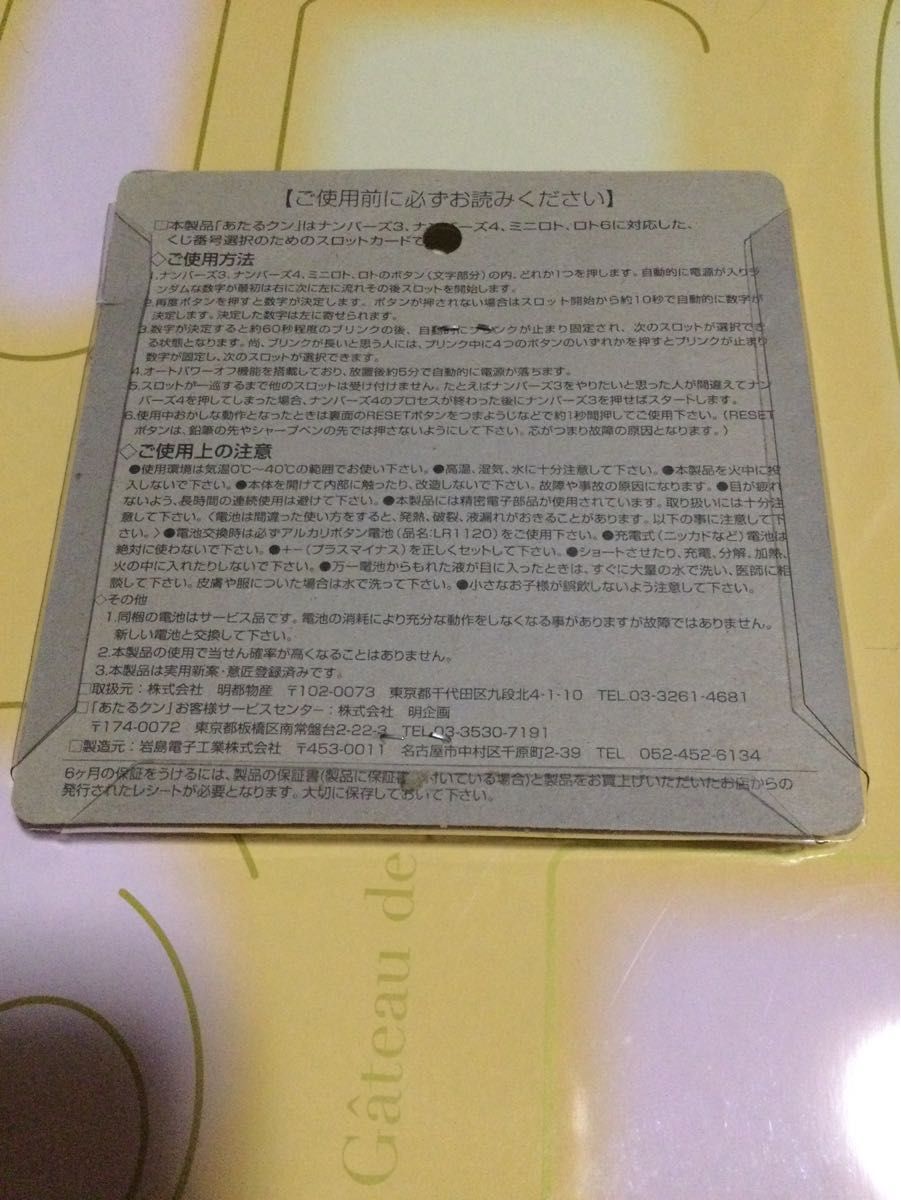 【ご使用前に必ずお読みください】
□本製品「あたるクン」はナンバーズ3、ナ ーズ4、ミニロト、ロト6に対応した、
くじ番号選択のためのスロットカードで
◇ご使用方法
1.ナンバーズ3、ナンバーズ4、ミニロト、ロトのボタン(文字部分)の内、どれか1つを押します。自動的に電源が入りラ
ンダムな数字が最初は右に次に左に流れその後スロットを開始します。
2.再度ボタンを押すと数字が決定します。ボタンが押されない場合はスロット開始から約10秒で自動的に数字が
決定します。決定した数字は左に寄せられます。
3.数字が決定すると約60秒程度のブリンクの後、自動的にブリンクが止まり固定され、次のスロットが選択でき
る状態となります。尚、ブリンクが長いと思う人には、ブリンク中に4つのボタンのいずれかを押すとブリンクが止まり
数字が固定し、次のスロットが選択できます。
4.オートパワーオフ機能を搭載しており、放置後約5分で自動的に電源が落ちます。
5.スロットが一巡するまで他のスロットは受け付けません。たとえばナンバーズ3をやりたいと思った人が間違えてナン
バーズ4を押してしまった場合、ナンバーズ4のプロセスが終わった後にナンバーズ3を押せばスタートします。
6.使用中おかしな動作となったときは裏面のRESETボタンをつまようじなどで約1秒間押してご使用下さい。(RESET
ボタンは、鉛筆の先やシャープペンの先では押さないようにして下さい。芯がつまり故障の原因となります。)
◇ご使用上の注意
●使用環境は気温0℃〜40℃の範囲でお使い下さい。●高温、湿気、水に十分注意して下さい。●本製品を火中に投
入しないで下さい。●本体を開けて内部に触ったり、改造しないで下さい。故障や事故の原因になります。●目が疲れ
ないよう、長時間の連続使用は避けて下さい。●本製品には精密電子部品が使用されています。取り扱いには十分注
意して下さい。〈電池は間違った使い方をすると、発熱、破裂、液漏れがおきることがあります。以下の事に注意して下
さい。〉●電池交換時は必ずアルカリボタン電池(品名:LR1120)をご使用下さい。●充電式(ニッカドなど)電池は
絶対に使わないで下さい。●+−(プラスマイナス)を正しくセットして下さい。●ショートさせたり、充電、分解、加熱、
火の中に入れたりしないで下さい。●万一電池からもれた液が目に入ったときは、すぐに大量の水で洗い、医師に相
談して下さい。皮膚や服についた場合は水で洗って下さい。●小さなお子様が誤飲しないよう注意して下さい。
◇その他
1.同梱の電池はサービス品です。電池の消耗により充分な動作をしなくなる事がありますが故障ではありません。
新しい電池と交換して下さい。
2.本製品の使用で当せん確率が高くなることはありません。
3.本製品は実用新案・意匠登録済みです。
□取扱元:株式会社 明都物産 〒102-0073 東京都千代田区九段北4-1-10 TEL.03-3261-4681
□「あたるクン」お客様サービスセンター:株式会社 明企画
〒174-0072 東京都板橋区南常盤台2-22-3 TEL.03-3530-7191
□製造元:岩島電子工業株式会社 〒453-0011 名古屋市中村区千原町2-39 TEL 052-452-6134
6ヶ月の保証をうけるには、製品の保証書(製品に保証 付いている場合)と製品をお買上げいただいたお店からの
発行されたレシートが必要となります。大切に保存しておいて下さい。
Gâteau de